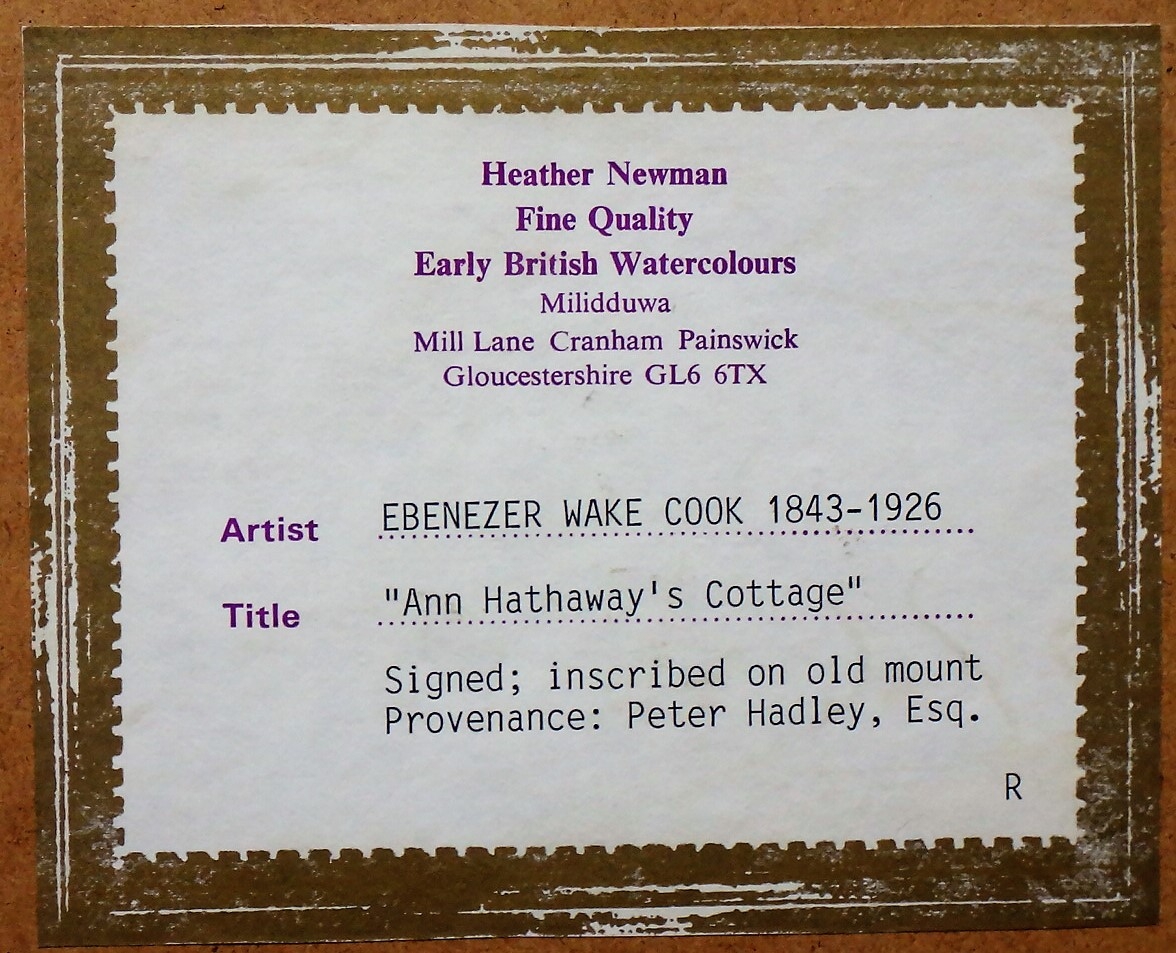 Heather Newman
Fine Quality
Early British Watercolours
Milidduwa
Mill Lane Cranham Painswick
Gloucestershire GL6 6TX
Artist EBENEZER WAKE COOK 1843-1926
Title "Ann Hathaway's Cottage"
Signed; inscribed on old mount
Provenance: Peter Hadley, Esq.
R